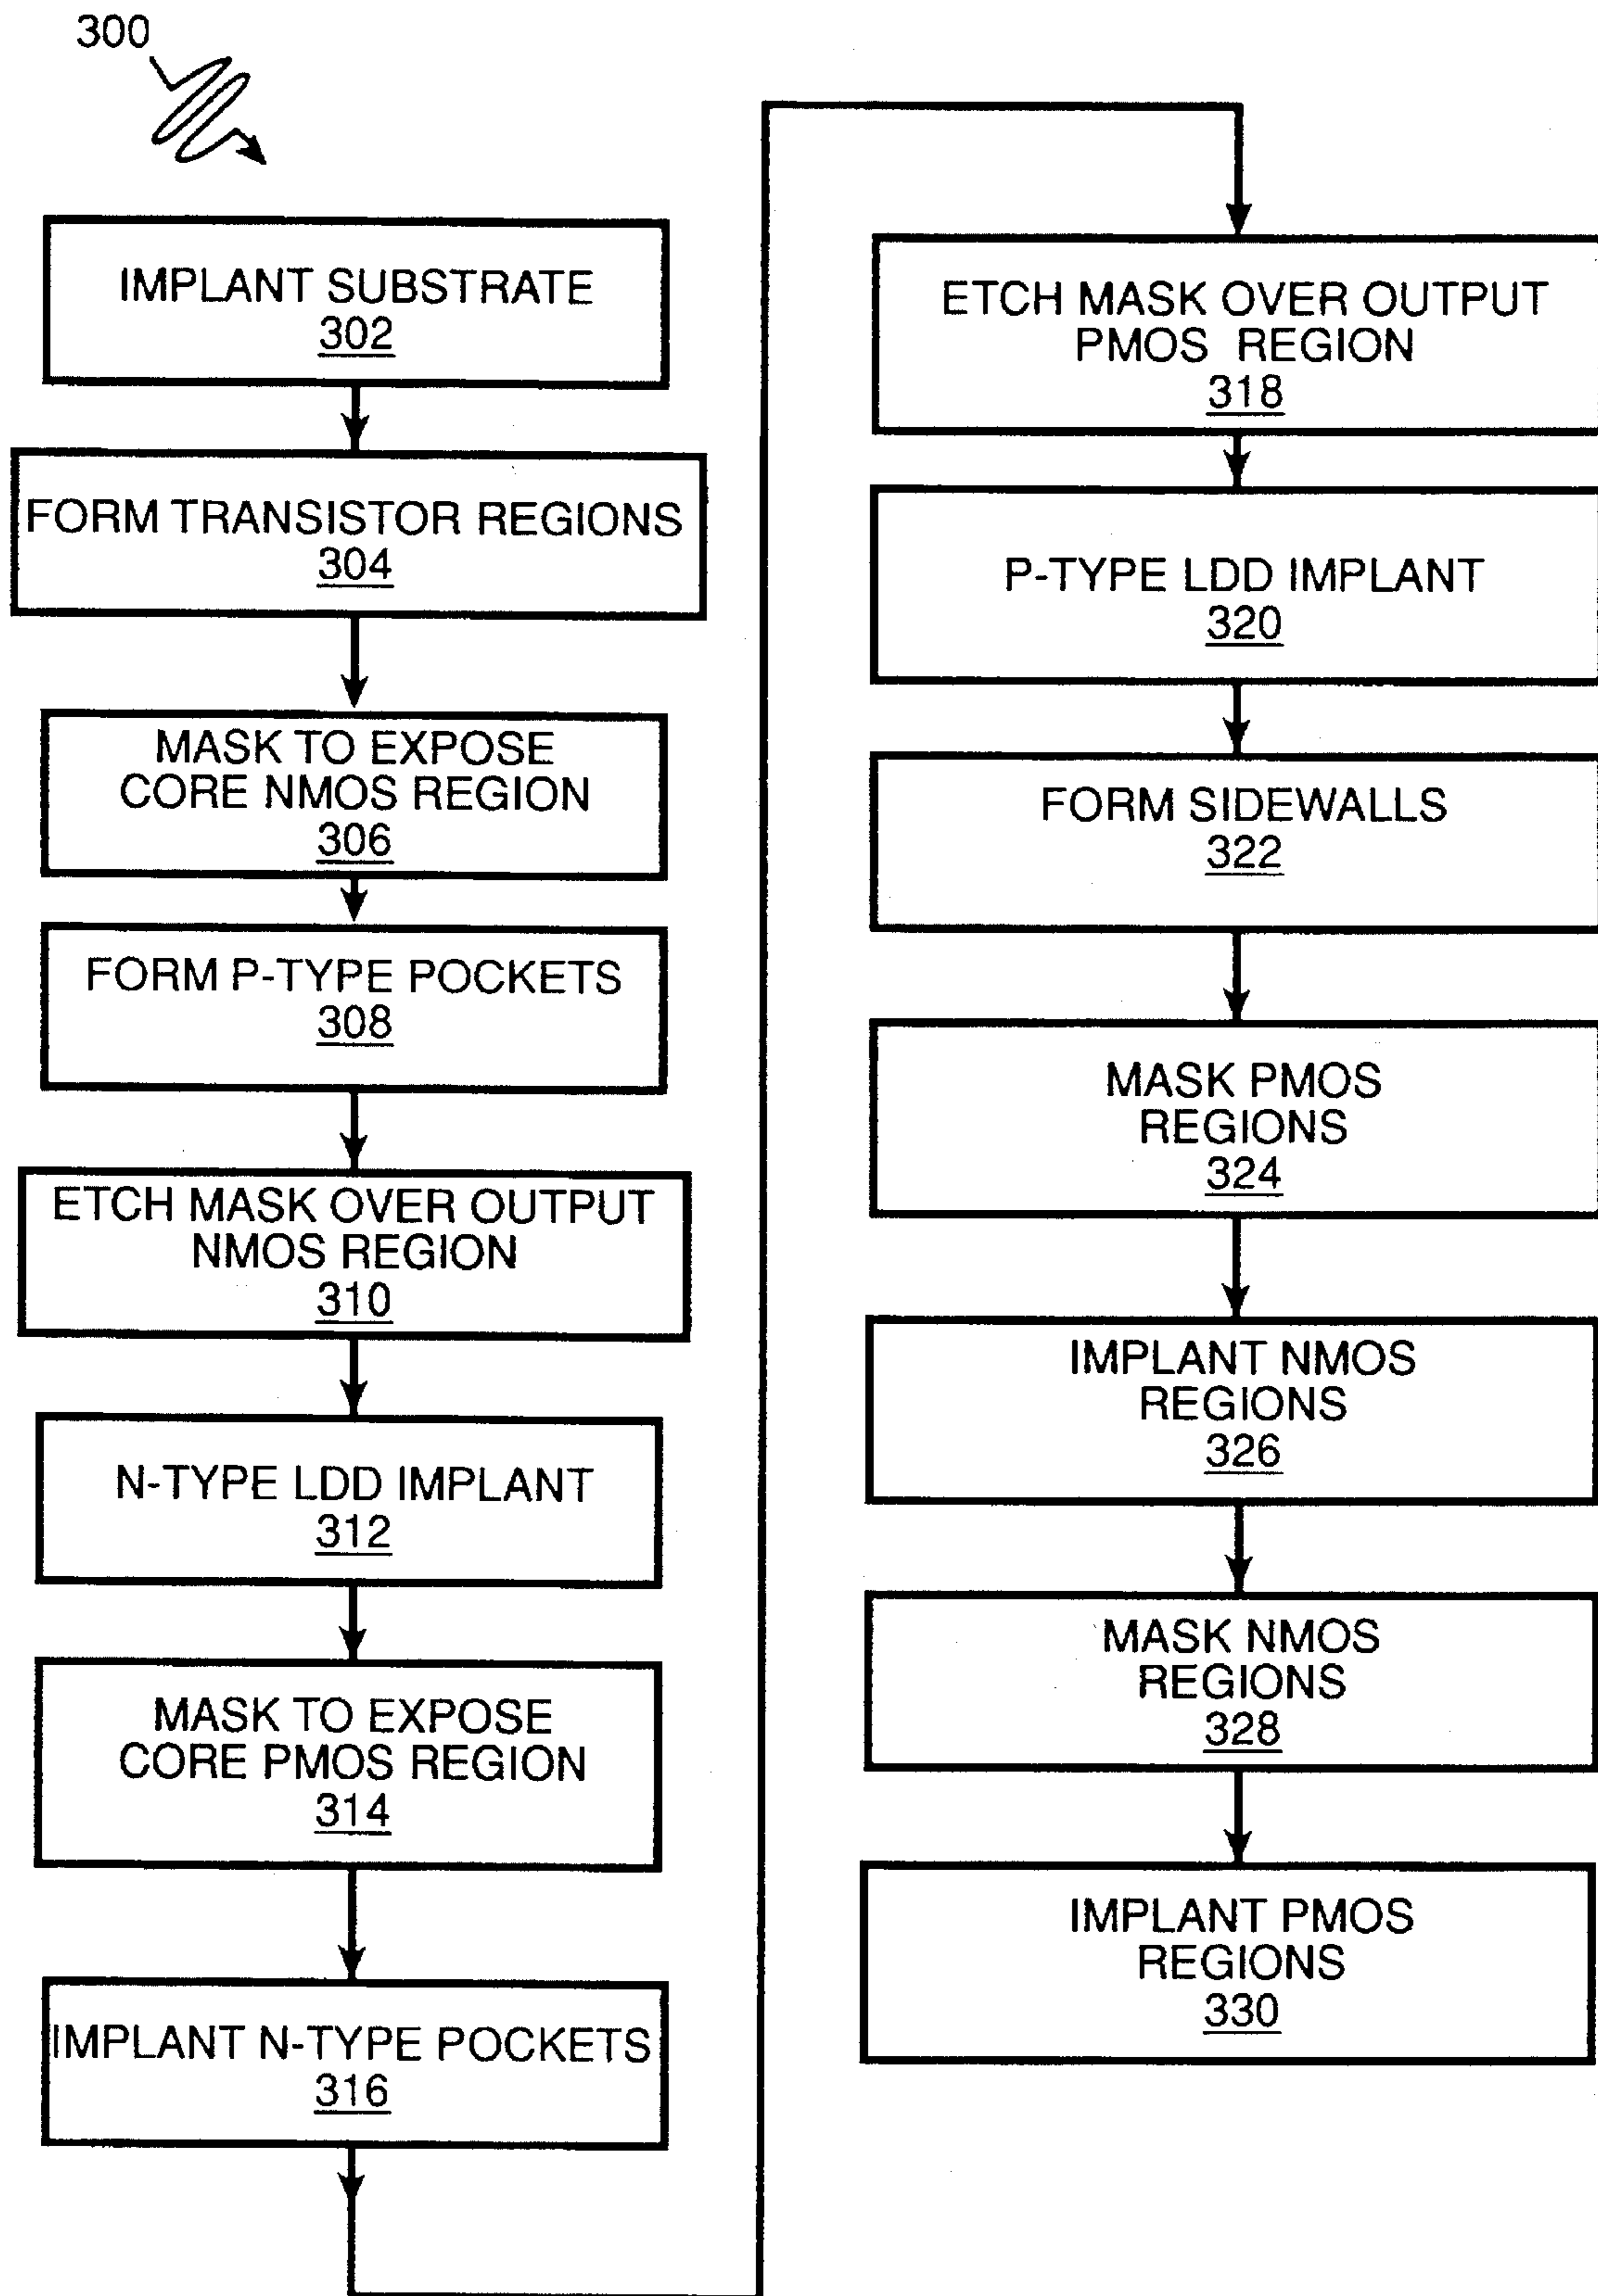 300
IMPLANT SUBSTRATE
302
FORM TRANSISTOR REGIONS
304
MASK TO EXPOSE
CORE NMOS REGION
306
FORM P-TYPE POCKETS
308
ETCH MASK OVER OUTPUT
NMOS REGION
310
N-TYPE LDD IMPLANT
312
MASK TO EXPOSE
CORE PMOS REGION
314
IMPLANT N-TYPE POCKETS
316
ETCH MASK OVER OUTPUT
PMOS REGION
318
P-TYPE LDD IMPLANT
320
FORM SIDEWALLS
322
MASK PMOS
REGIONS
324
IMPLANT NMOS
REGIONS
326
MASK NMOS
REGIONS
328
IMPLANT PMOS
REGIONS
330